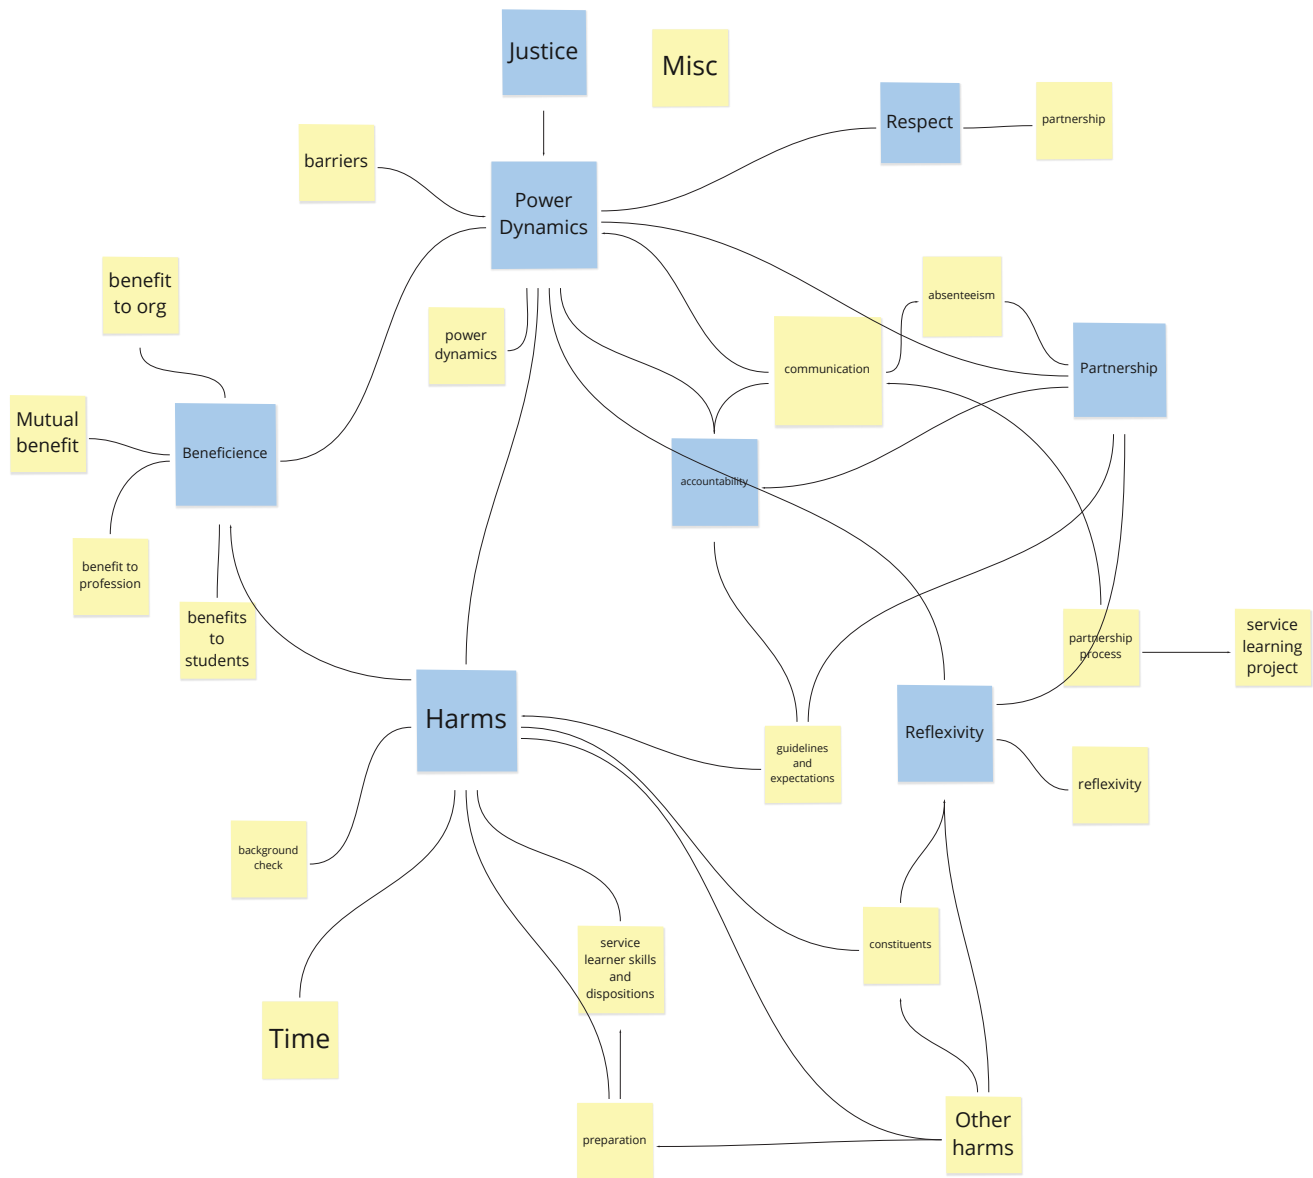 Justice
Misc
Respect
partnership
barriers
Power
Dynamics
benefit
to org
absenteeism
power
dynamics
communication
Partnership
Mutual
benefit
Beneficience
accountability
benefit to
profession
benefits
to
students
partnership
process
service
learning
project
Harms
Reflexivity
guidelines
and
expectations
reflexivity
background
check
service
learner skills
and
dispositions
constituents
Time
preparation
Other
harms